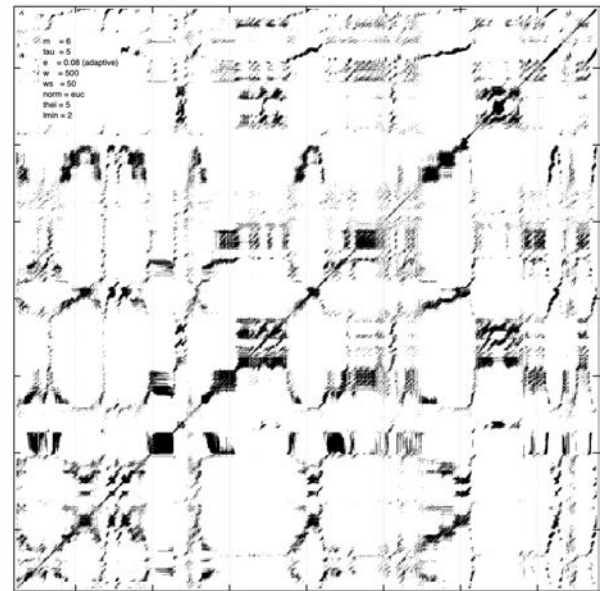 m = 6
tau = 5
e = 0.08 (adaptive)
w = 500
ws = 50
norm = euc
thei = 5
lmin = 2